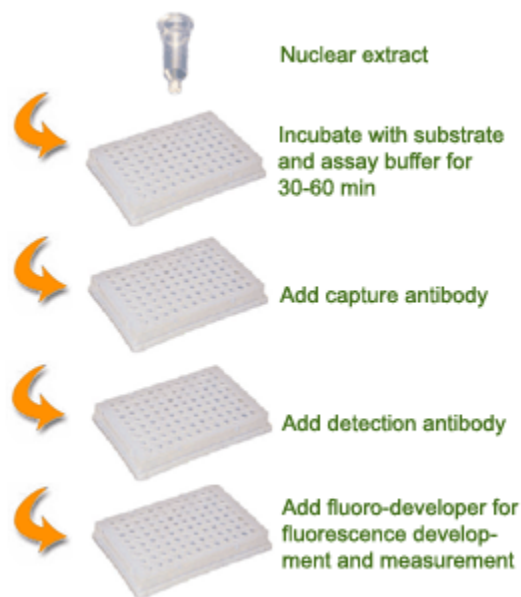 Nuclear extract
Incubate with substrate
and assay buffer for
30-60 min
Add capture antibody
Add detection antibody
Add fluoro-developer for
fluorescence develop-
ment and measurement